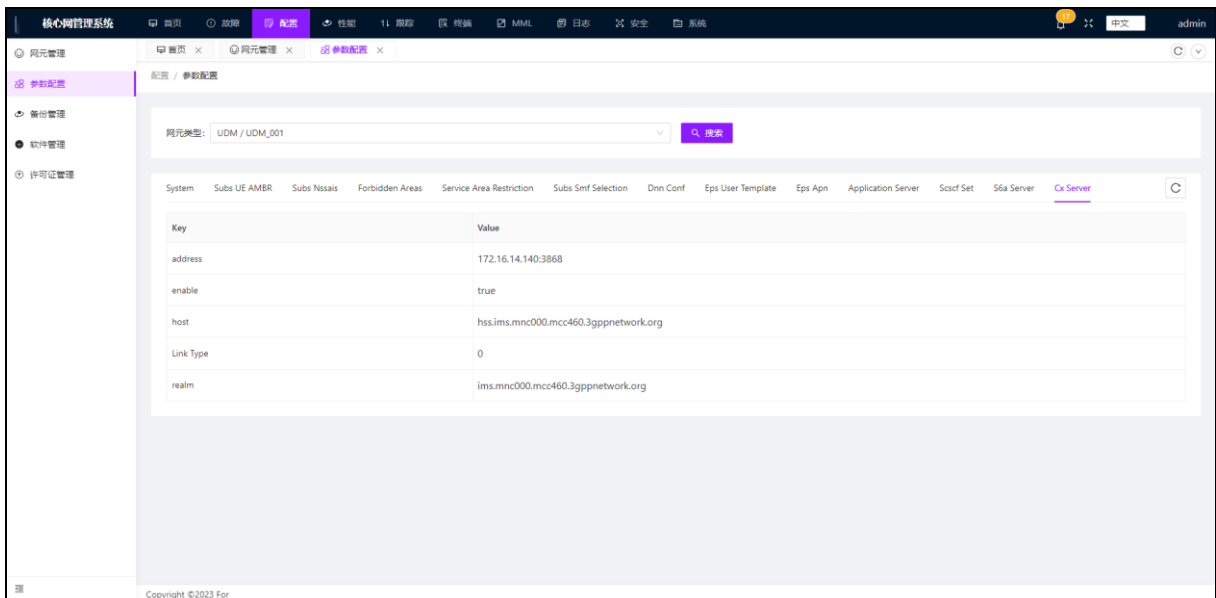 核心网管理系统 首页 故障 配置 性能 跟踪 终端 MML 日志 安全 系统 17 中文 admin
网元管理 首页 网元管理 参数配置
参数配置 配置 / 参数配置
备份管理
网元类型: UDM / UDM_001 搜索
软件管理
许可证管理
System Subs UE AMBR Subs Nssais Forbidden Areas Service Area Restriction Subs Smf Selection Dnn Conf Eps User Template Eps Apn Application Server Scscf Set S6a Server Cx Server
Key Value
address 172.16.14.140:3868
enable true
host hss.ims.mnc000.mcc460.3gppnetwork.org
Link Type 0
realm ims.mnc000.mcc460.3gppnetwork.org
Copyright ©2023 For